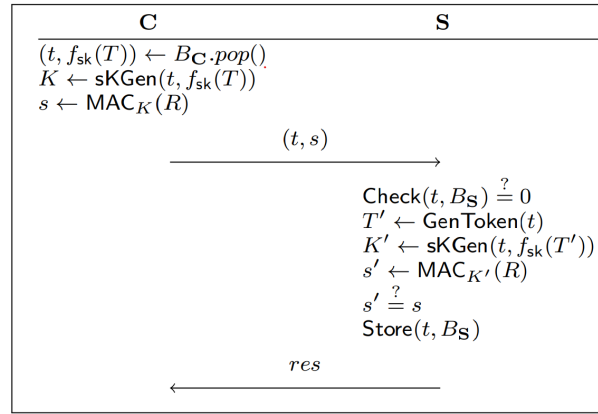 C S
(t, f_sk(T)) ← B_C.pop()
K ← sKGen(t, f_sk(T))
s ← MAC_K(R)
(t, s)
Check(t, B_S) ≟ 0
T′ ← GenToken(t)
K′ ← sKGen(t, f_sk(T′))
s′ ← MAC_K′(R)
s′ ≟ s
Store(t, B_S)
res